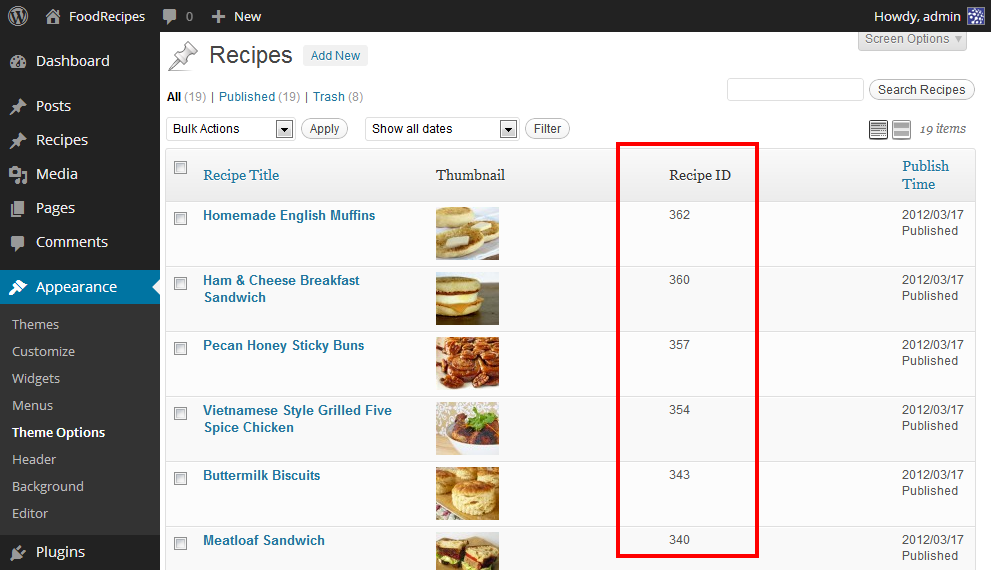 FoodRecipes 0 New Howdy, admin
Dashboard
Posts
Recipes
Media
Pages
Comments
Appearance
Themes
Customize
Widgets
Menus
Theme Options
Header
Background
Editor
Plugins
Screen Options
Recipes Add New
All (19) | Published (19) | Trash (8)
Search Recipes
Bulk Actions Apply Show all dates Filter 19 items
Recipe Title Thumbnail Recipe ID Publish
Time
Homemade English Muffins 362 2012/03/17
Published
Ham & Cheese Breakfast 360 2012/03/17
Sandwich Published
Pecan Honey Sticky Buns 357 2012/03/17
Published
Vietnamese Style Grilled Five 354 2012/03/17
Spice Chicken Published
Buttermilk Biscuits 343 2012/03/17
Published
Meatloaf Sandwich 340 2012/03/17
Published